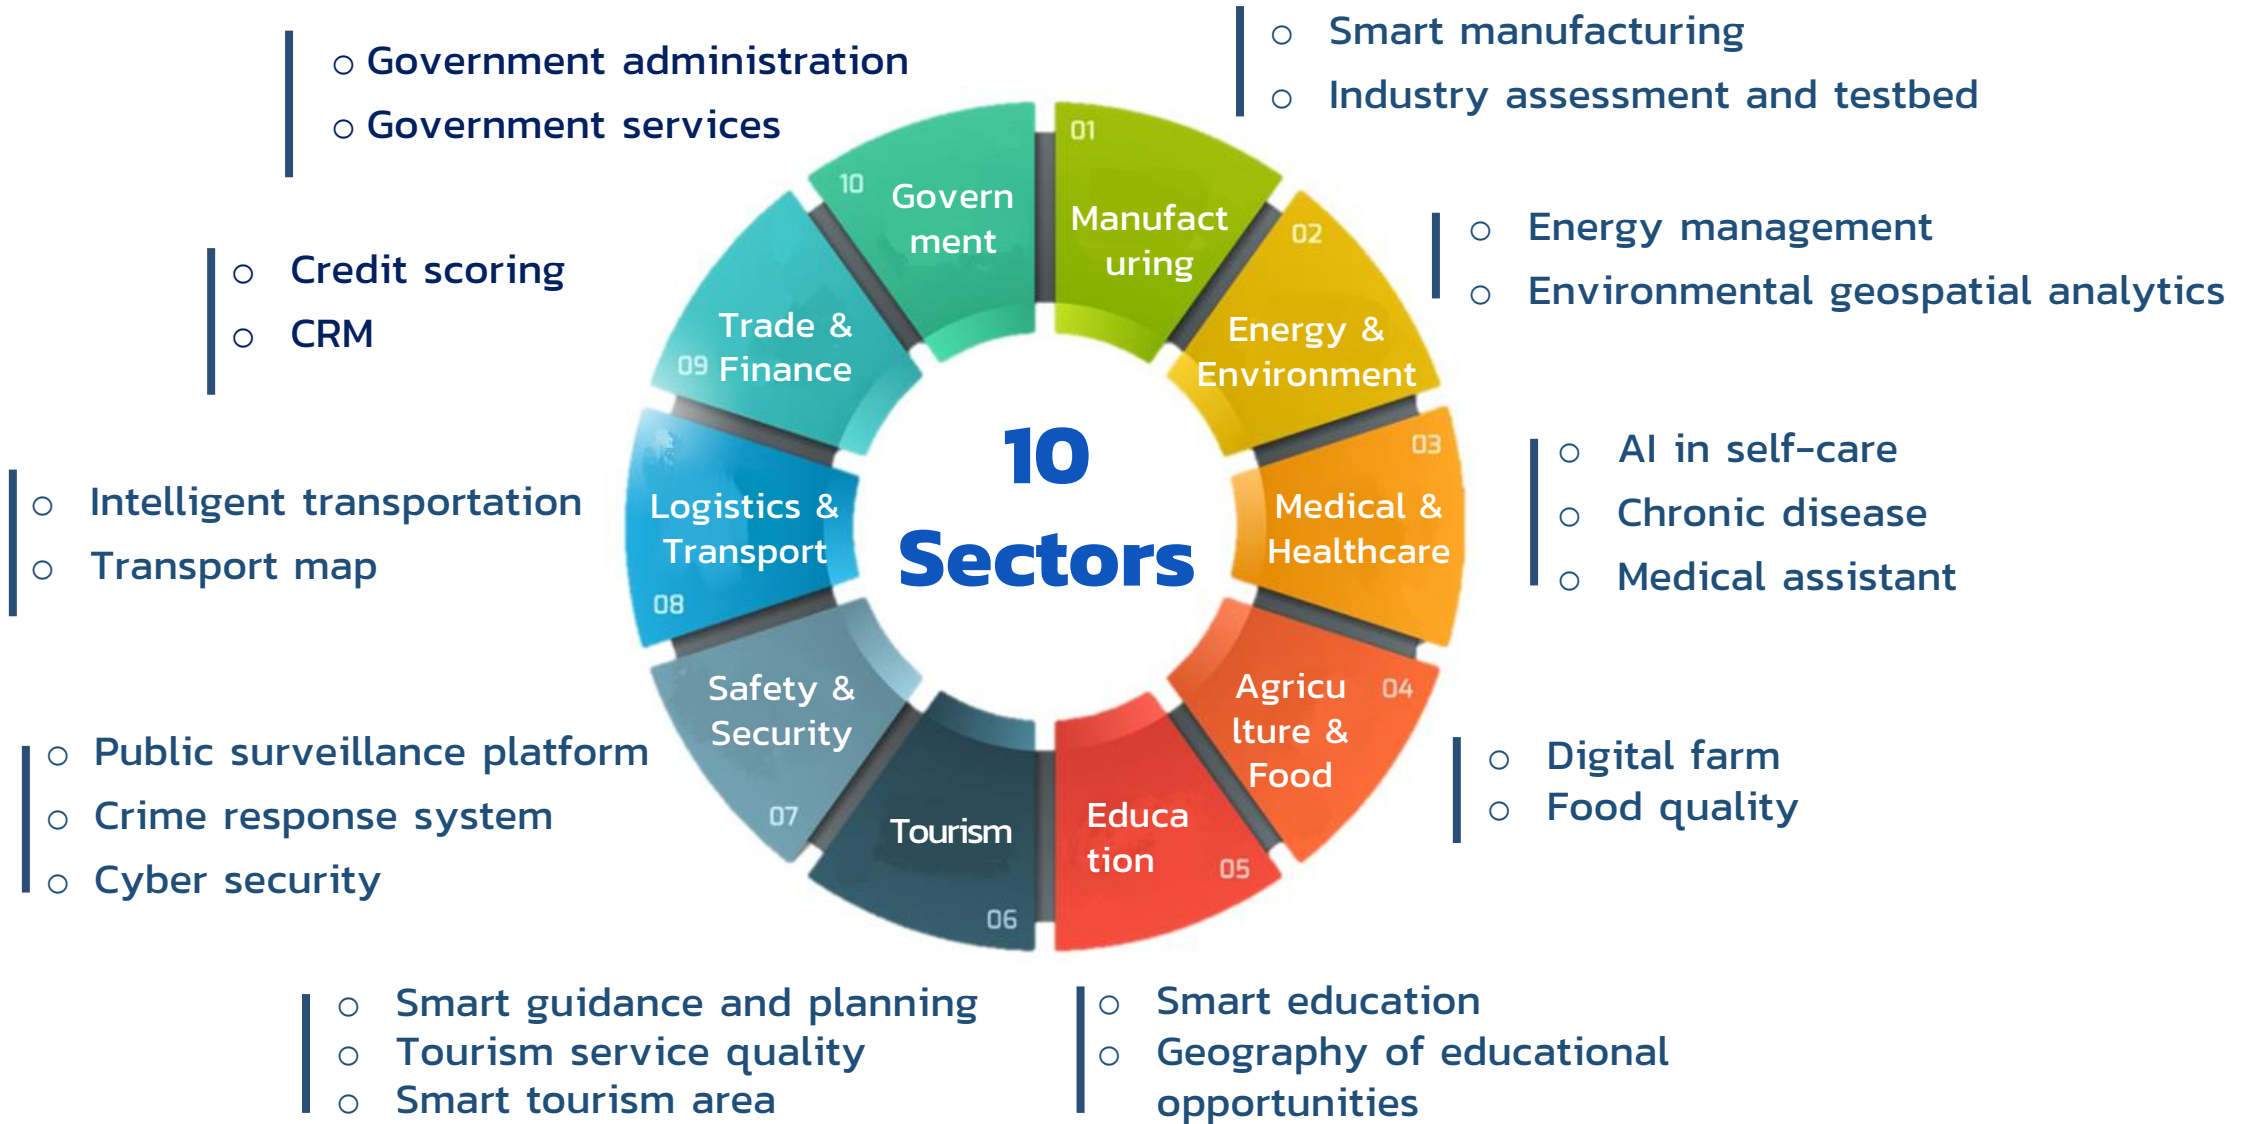 ○ Government administration
○ Government services
○ Smart manufacturing
○ Industry assessment and testbed
○ Energy management
○ Environmental geospatial analytics
○ AI in self-care
○ Chronic disease
○ Medical assistant
○ Digital farm
○ Food quality
○ Smart education
○ Geography of educational
opportunities
○ Smart guidance and planning
○ Tourism service quality
○ Smart tourism area
○ Public surveillance platform
○ Crime response system
○ Cyber security
○ Intelligent transportation
○ Transport map
○ Credit scoring
○ CRM
01
Manufact
uring
02
Energy &
Environment
03
Medical &
Healthcare
04
Agricu
lture &
Food
05
Educa
tion
06
Tourism
07
Safety &
Security
08
Logistics &
Transport
09
Trade &
Finance
10
Govern
ment
10
Sectors